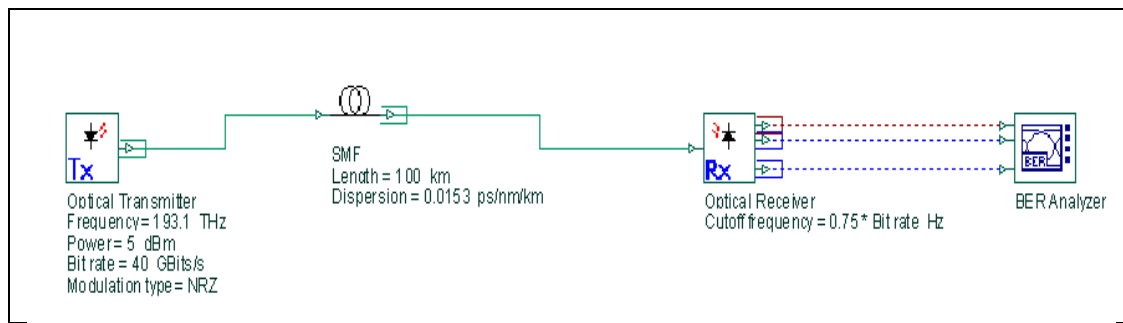 Tx
Optical Transmitter
Frequency = 193.1 THz
Power = 5 dBm
Bit rate = 40 GBits/s
Modulation type = NRZ
SMF
Length = 100 km
Dispersion = 0.0153 ps/nm/km
Rx
Optical Receiver
Cutoff frequency = 0.75 * Bit rate Hz
BER
BER Analyzer